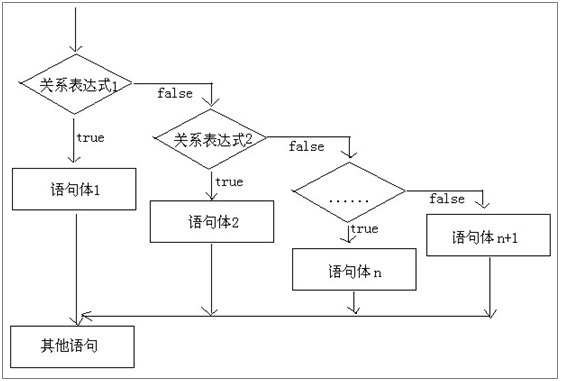 关系表达式1
false
true
关系表达式2
false
语句体1
true
......
false
语句体2
true
语句体n+1
语句体n
其他语句